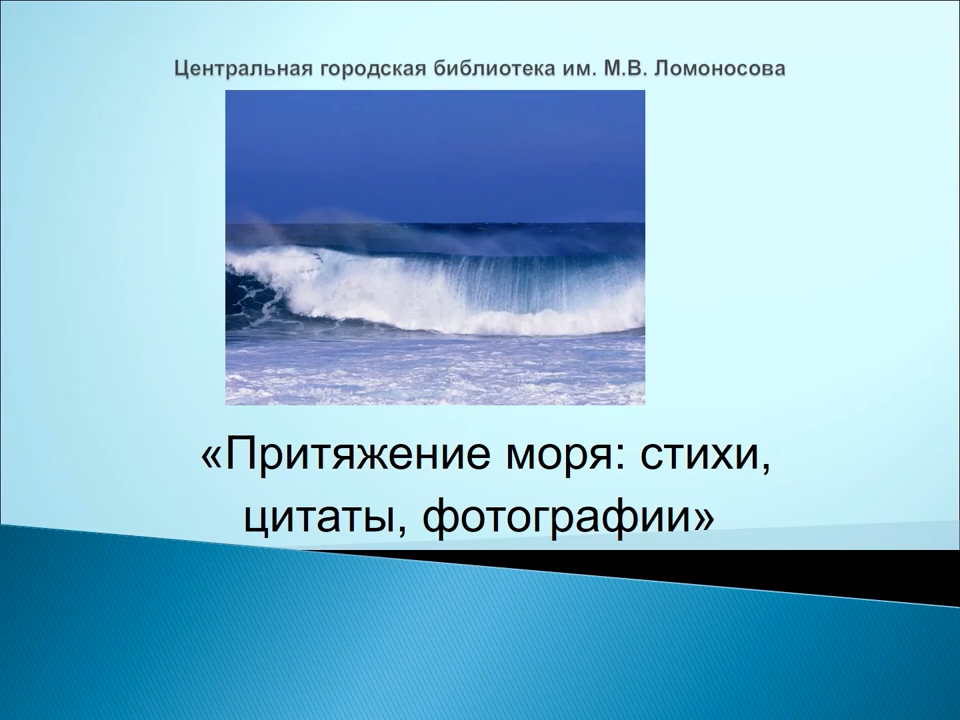 Центральная городская библиотека им. М.В. Ломоносова
«Притяжение моря: стихи,
цитаты, фотографии»